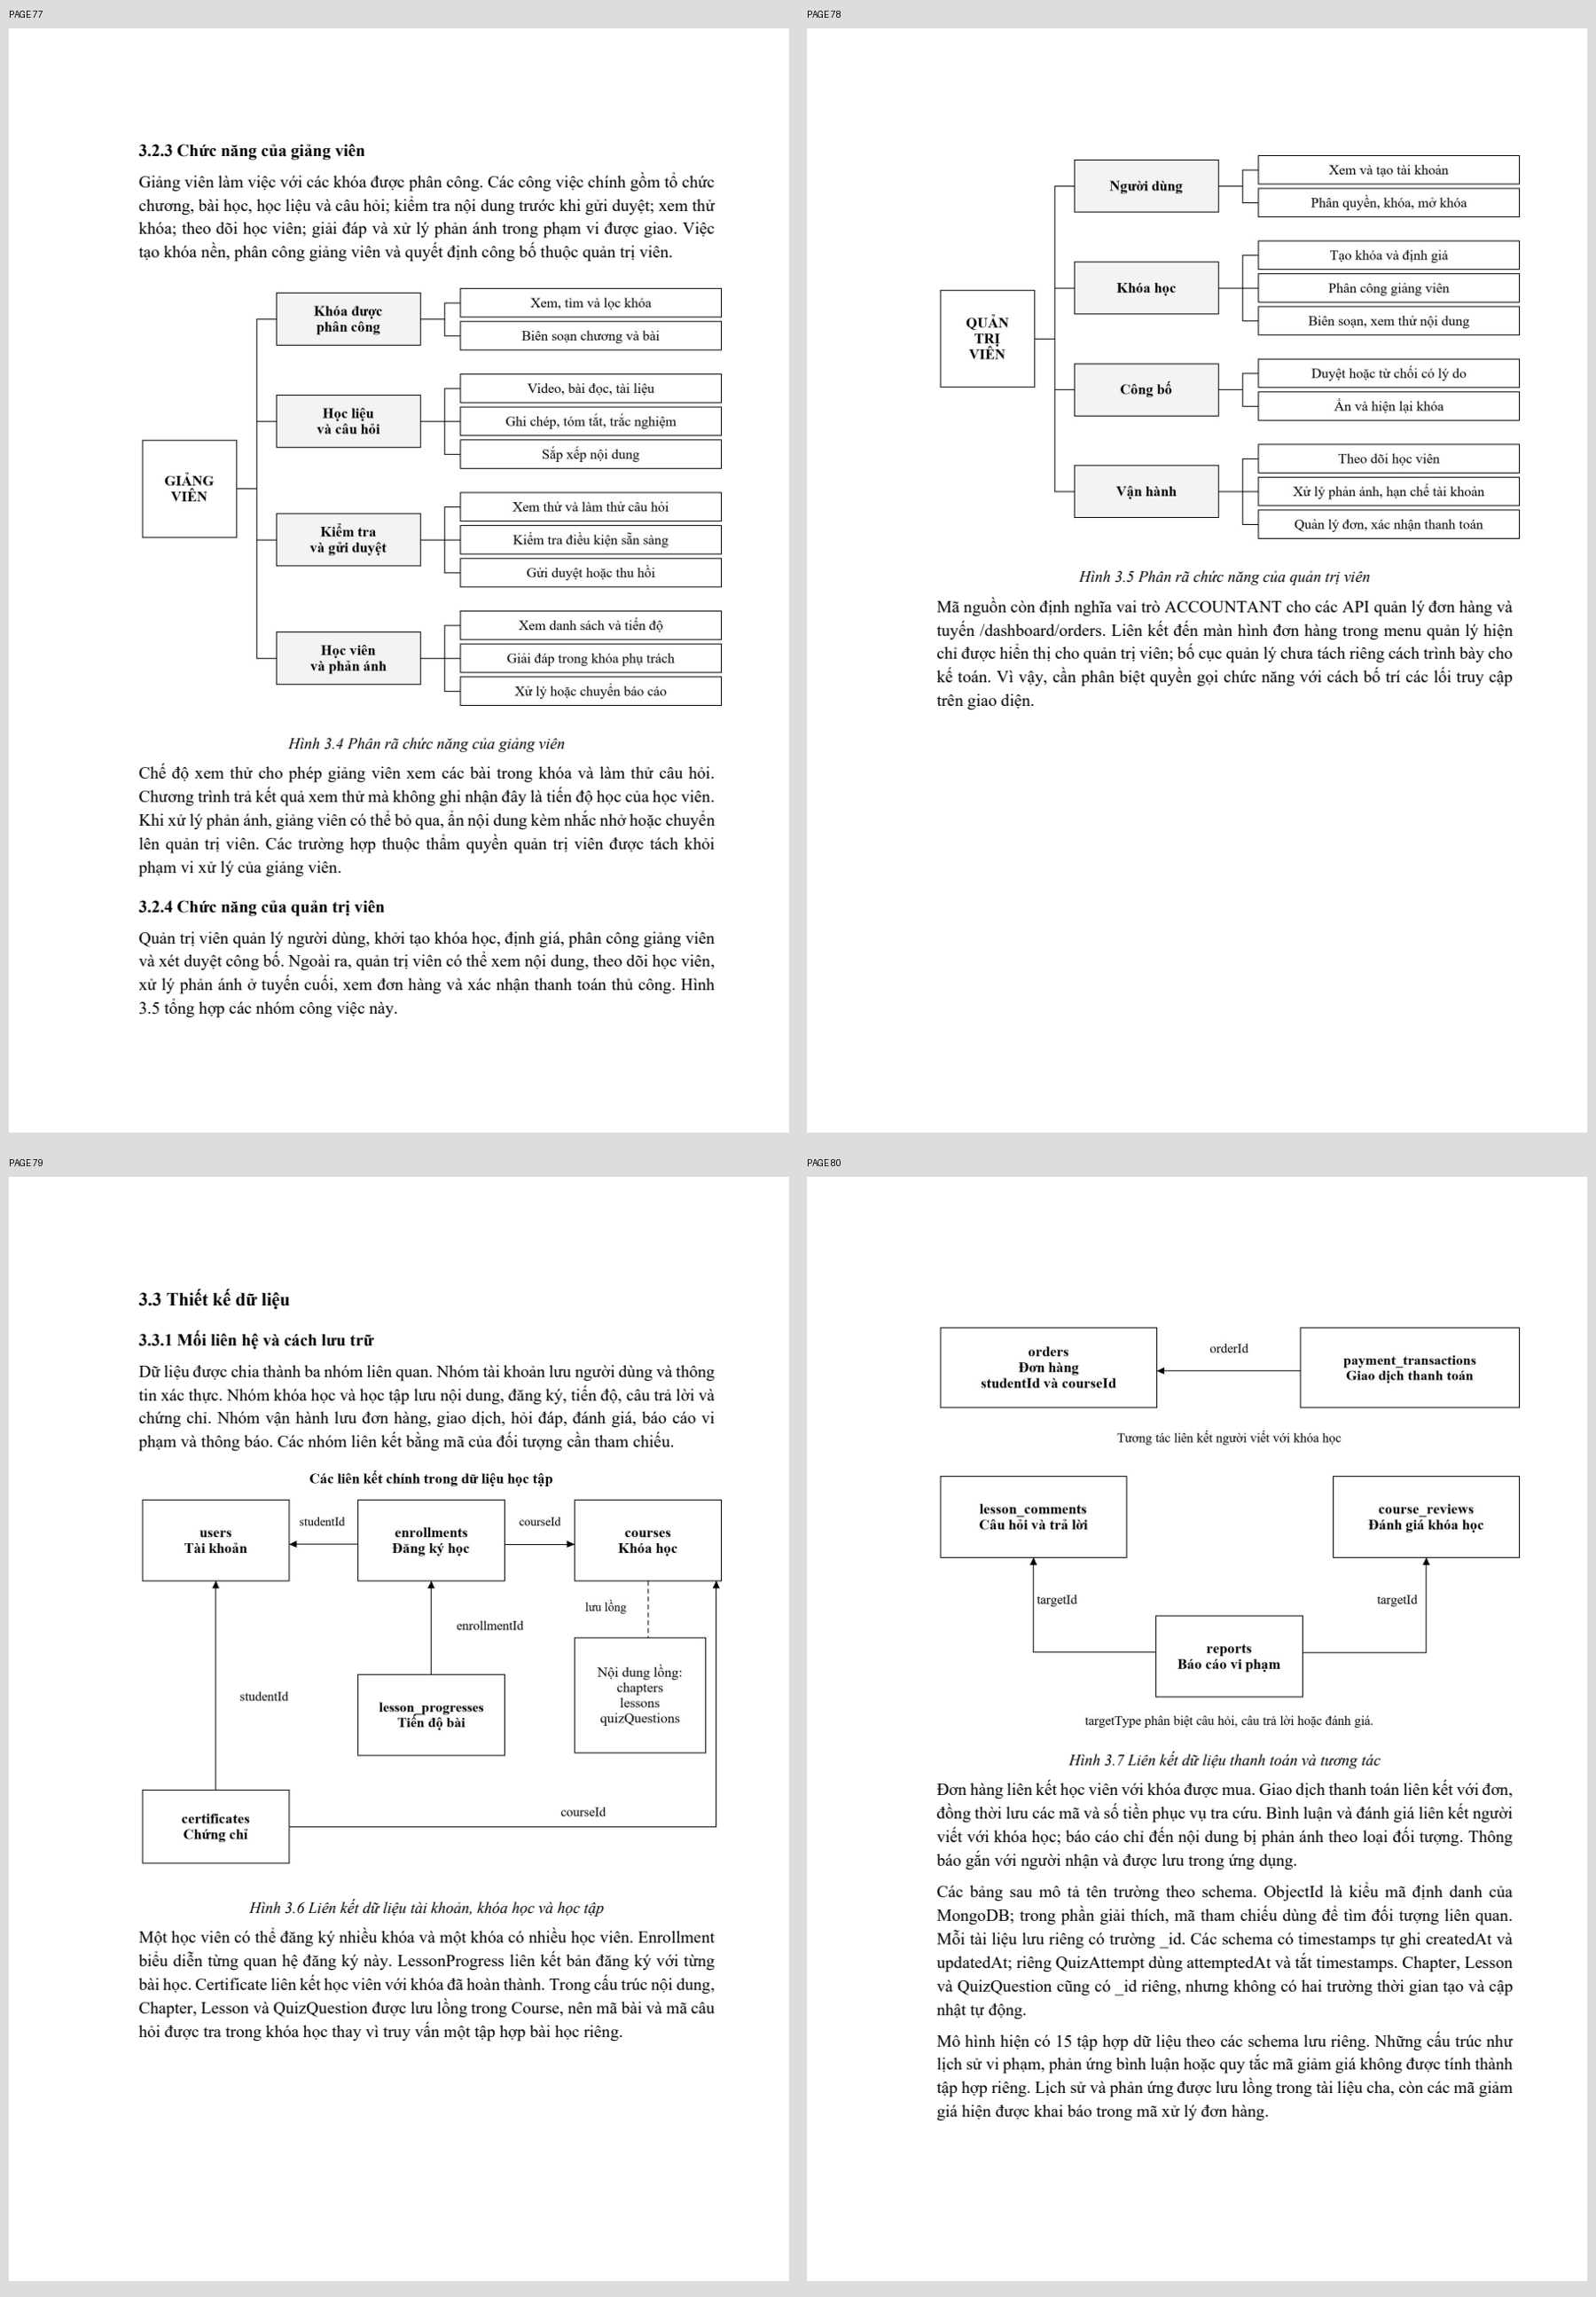 PAGE 77
3.2.3 Chức năng của giảng viên
Giảng viên làm việc với các khóa được phân công. Các công việc chính gồm tổ chức
chương, bài học, học liệu và câu hỏi; kiểm tra nội dung trước khi gửi duyệt; xem thử
khóa; theo dõi học viên; giải đáp và xử lý phản ánh trong phạm vi được giao. Việc
tạo khóa nền, phân công giảng viên và quyết định công bố thuộc quản trị viên.
GIẢNG
VIÊN
Khóa được
phân công
Xem, tìm và lọc khóa
Biên soạn chương và bài
Học liệu
và câu hỏi
Video, bài đọc, tài liệu
Ghi chép, tóm tắt, trắc nghiệm
Sắp xếp nội dung
Kiểm tra
và gửi duyệt
Xem thử và làm thử câu hỏi
Kiểm tra điều kiện sẵn sàng
Gửi duyệt hoặc thu hồi
Học viên
và phản ánh
Xem danh sách và tiến độ
Giải đáp trong khóa phụ trách
Xử lý hoặc chuyển báo cáo
Hình 3.4 Phân rã chức năng của giảng viên
Chế độ xem thử cho phép giảng viên xem các bài trong khóa và làm thử câu hỏi.
Chương trình trả kết quả xem thử mà không ghi nhận đây là tiến độ học của học viên.
Khi xử lý phản ánh, giảng viên có thể bỏ qua, ẩn nội dung kèm nhắc nhở hoặc chuyển
lên quản trị viên. Các trường hợp thuộc thẩm quyền quản trị viên được tách khỏi
phạm vi xử lý của giảng viên.
3.2.4 Chức năng của quản trị viên
Quản trị viên quản lý người dùng, khởi tạo khóa học, định giá, phân công giảng viên
và xét duyệt công bố. Ngoài ra, quản trị viên có thể xem nội dung, theo dõi học viên,
xử lý phản ánh ở tuyến cuối, xem đơn hàng và xác nhận thanh toán thủ công. Hình
3.5 tổng hợp các nhóm công việc này.
PAGE 78
QUẢN
TRỊ
VIÊN
Người dùng
Xem và tạo tài khoản
Phân quyền, khóa, mở khóa
Khóa học
Tạo khóa và định giá
Phân công giảng viên
Biên soạn, xem thử nội dung
Công bố
Duyệt hoặc từ chối có lý do
Ẩn và hiện lại khóa
Vận hành
Theo dõi học viên
Xử lý phản ánh, hạn chế tài khoản
Quản lý đơn, xác nhận thanh toán
Hình 3.5 Phân rã chức năng của quản trị viên
Mã nguồn còn định nghĩa vai trò ACCOUNTANT cho các API quản lý đơn hàng và
tuyến /dashboard/orders. Liên kết đến màn hình đơn hàng trong menu quản lý hiện
chỉ được hiển thị cho quản trị viên; bố cục quản lý chưa tách riêng cách trình bày cho
kế toán. Vì vậy, cần phân biệt quyền gọi chức năng với cách bố trí các lối truy cập
trên giao diện.
PAGE 79
3.3 Thiết kế dữ liệu
3.3.1 Mối liên hệ và cách lưu trữ
Dữ liệu được chia thành ba nhóm liên quan. Nhóm tài khoản lưu người dùng và thông
tin xác thực. Nhóm khóa học và học tập lưu nội dung, đăng ký, tiến độ, câu trả lời và
chứng chỉ. Nhóm vận hành lưu đơn hàng, giao dịch, hỏi đáp, đánh giá, báo cáo vi
phạm và thông báo. Các nhóm liên kết bằng mã của đối tượng cần tham chiếu.
Các liên kết chính trong dữ liệu học tập
users
Tài khoản
studentId
enrollments
Đăng ký học
courseId
courses
Khóa học
lưu lồng
enrollmentId
Nội dung lồng:
chapters
lessons
quizQuestions
studentId
lesson_progresses
Tiến độ bài
certificates
Chứng chỉ
courseId
Hình 3.6 Liên kết dữ liệu tài khoản, khóa học và học tập
Một học viên có thể đăng ký nhiều khóa và một khóa có nhiều học viên. Enrollment
biểu diễn từng quan hệ đăng ký này. LessonProgress liên kết bản đăng ký với từng
bài học. Certificate liên kết học viên với khóa đã hoàn thành. Trong cấu trúc nội dung,
Chapter, Lesson và QuizQuestion được lưu lồng trong Course, nên mã bài và mã câu
hỏi được tra trong khóa học thay vì truy vấn một tập hợp bài học riêng.
PAGE 80
orders
Đơn hàng
studentId và courseId
orderId
payment_transactions
Giao dịch thanh toán
Tương tác liên kết người viết với khóa học
lesson_comments
Câu hỏi và trả lời
course_reviews
Đánh giá khóa học
targetId
targetId
reports
Báo cáo vi phạm
targetType phân biệt câu hỏi, câu trả lời hoặc đánh giá.
Hình 3.7 Liên kết dữ liệu thanh toán và tương tác
Đơn hàng liên kết học viên với khóa được mua. Giao dịch thanh toán liên kết với đơn,
đồng thời lưu các mã và số tiền phục vụ tra cứu. Bình luận và đánh giá liên kết người
viết với khóa học; báo cáo chỉ đến nội dung bị phản ánh theo loại đối tượng. Thông
báo gắn với người nhận và được lưu trong ứng dụng.
Các bảng sau mô tả tên trường theo schema. ObjectId là kiểu mã định danh của
MongoDB; trong phần giải thích, mã tham chiếu dùng để tìm đối tượng liên quan.
Mỗi tài liệu lưu riêng có trường _id. Các schema có timestamps tự ghi createdAt và
updatedAt; riêng QuizAttempt dùng attemptedAt và tắt timestamps. Chapter, Lesson
và QuizQuestion cũng có _id riêng, nhưng không có hai trường thời gian tạo và cập
nhật tự động.
Mô hình hiện có 15 tập hợp dữ liệu theo các schema lưu riêng. Những cấu trúc như
lịch sử vi phạm, phản ứng bình luận hoặc quy tắc mã giảm giá không được tính thành
tập hợp riêng. Lịch sử và phản ứng được lưu lồng trong tài liệu cha, còn các mã giảm
giá hiện được khai báo trong mã xử lý đơn hàng.